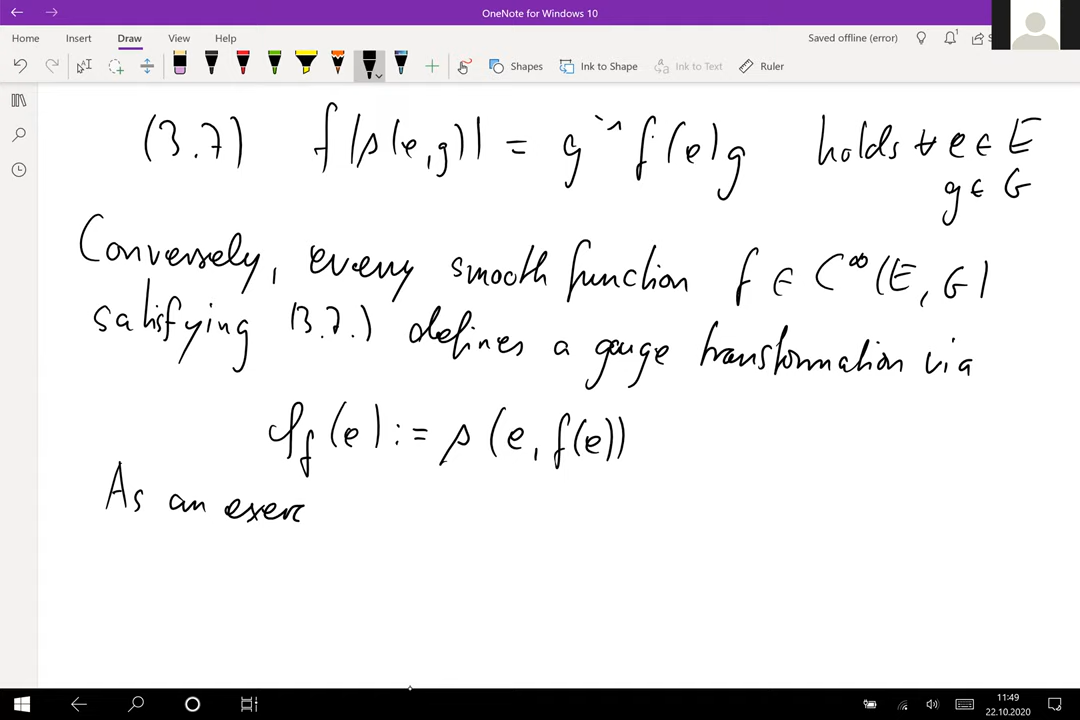 OneNote for Windows 10
Home Insert Draw View Help Saved offline (error)
Shapes Ink to Shape Ink to Text Ruler
(3.7) f(s(e,g)) = g⁻¹ f(e) g holds ∀ e ∈ E
g ∈ G
Conversely, every smooth function f ∈ C^∞(E, G)
satisfying (3.7.) defines a gauge transformation via
φ_f(e) := s(e, f(e))
As an exerc
11:49
22.10.2020